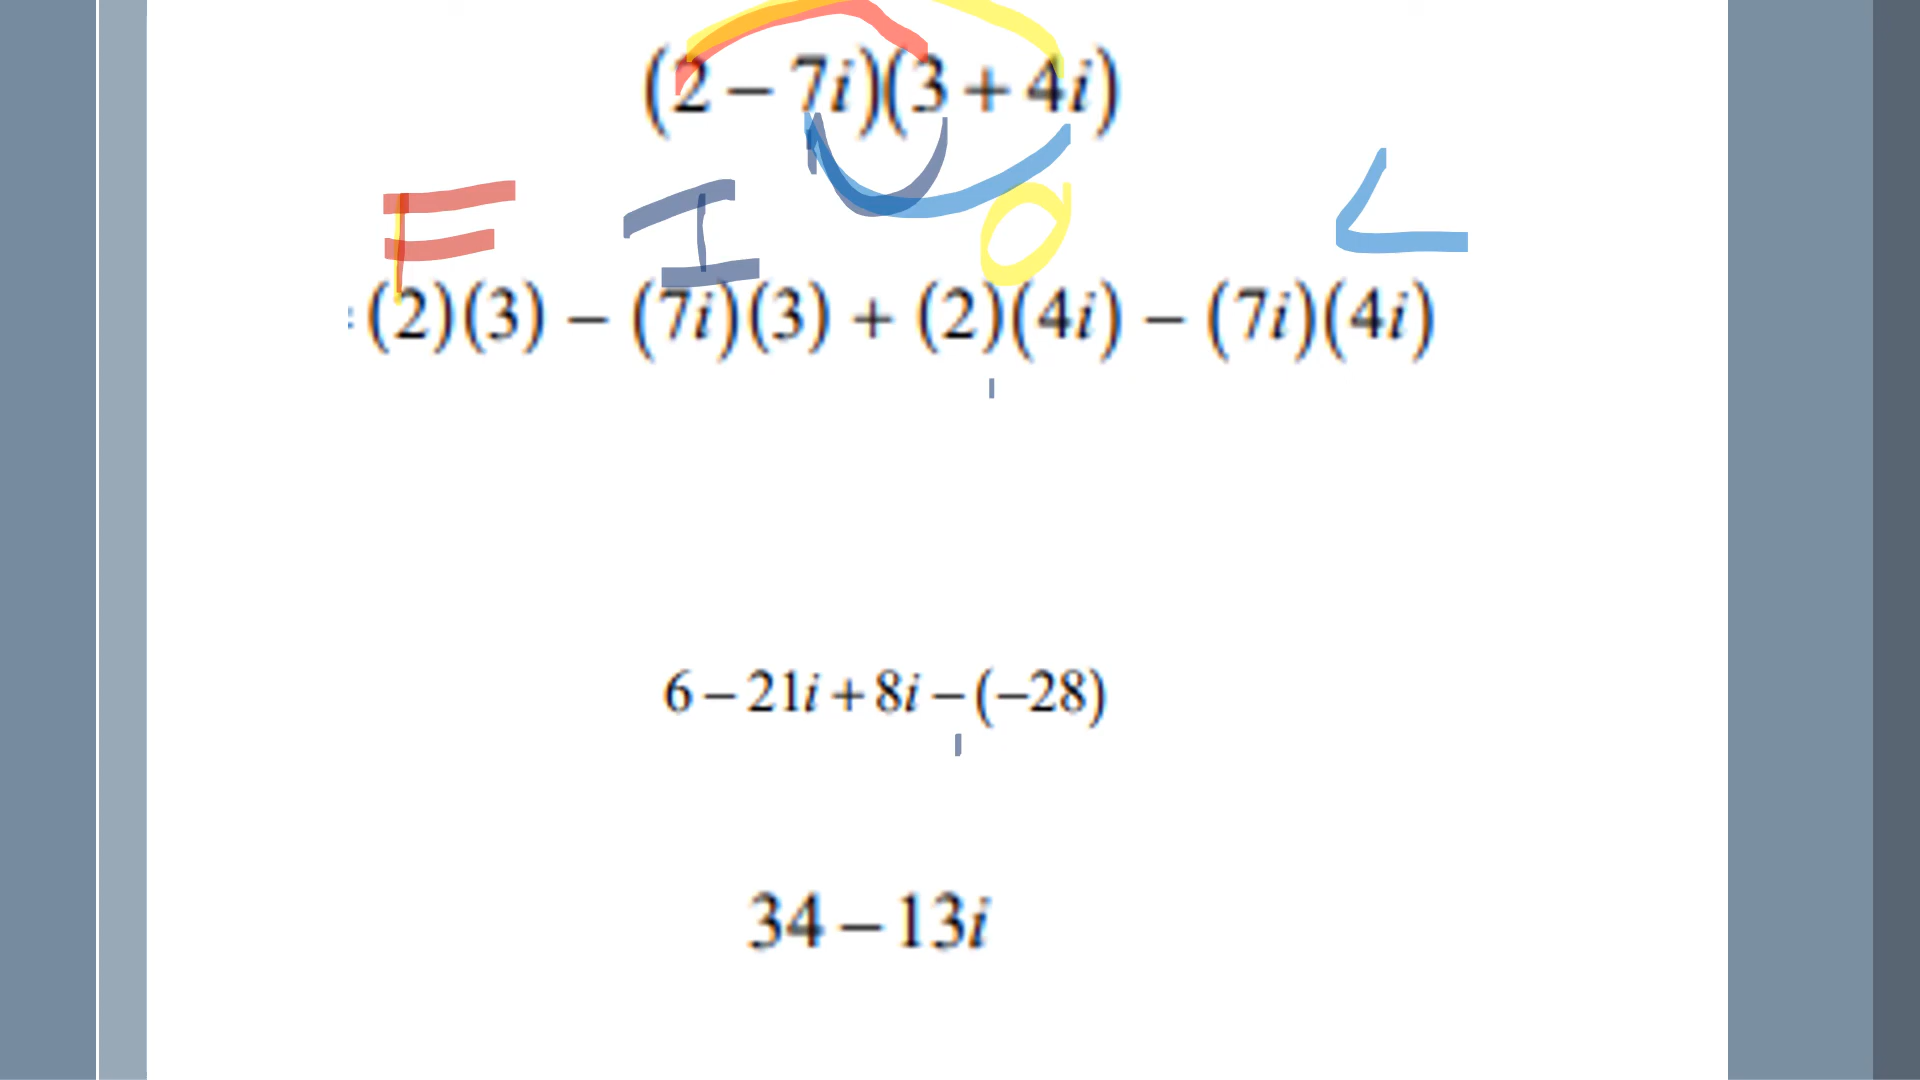 (2 − 7i)(3 + 4i)
F I O L
= (2)(3) − (7i)(3) + (2)(4i) − (7i)(4i)
6 − 21i + 8i − (−28)
34 − 13i